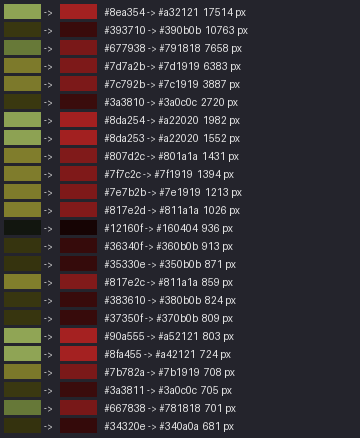 -> #8ea354 -> #a32121 17514 px
-> #393710 -> #390b0b 10763 px
-> #677938 -> #791818 7658 px
-> #7d7a2b -> #7d1919 6383 px
-> #7c792b -> #7c1919 3887 px
-> #3a3810 -> #3a0c0c 2720 px
-> #8da254 -> #a22020 1982 px
-> #8da253 -> #a22020 1552 px
-> #807d2c -> #801a1a 1431 px
-> #7f7c2c -> #7f1919 1394 px
-> #7e7b2b -> #7e1919 1213 px
-> #817e2d -> #811a1a 1026 px
-> #12160f -> #160404 936 px
-> #36340f -> #360b0b 913 px
-> #35330e -> #350b0b 871 px
-> #817e2c -> #811a1a 859 px
-> #383610 -> #380b0b 824 px
-> #37350f -> #370b0b 809 px
-> #90a555 -> #a52121 803 px
-> #8fa455 -> #a42121 724 px
-> #7b782a -> #7b1919 708 px
-> #3a3811 -> #3a0c0c 705 px
-> #667838 -> #781818 701 px
-> #34320e -> #340a0a 681 px